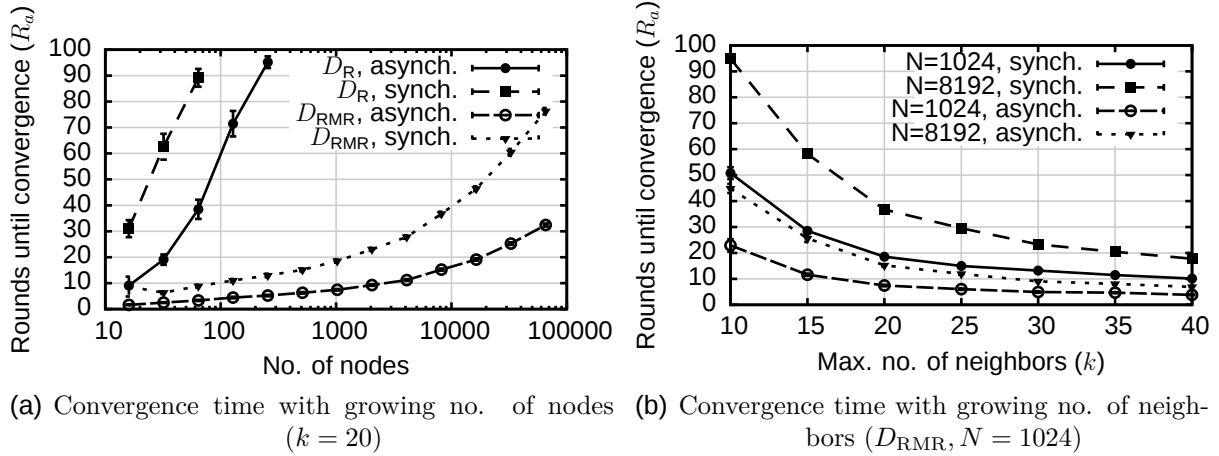 Rounds until convergence (R_a)
100
90
80
70
60
50
40
30
20
10
0
10
100
1000
10000
100000
No. of nodes
D_R, asynch.
D_R, synch.
D_RMR, asynch.
D_RMR, synch.
(a) Convergence time with growing no. of nodes
(k = 20)
Rounds until convergence (R_a)
100
90
80
70
60
50
40
30
20
10
0
10
15
20
25
30
35
40
Max. no. of neighbors (k)
N=1024, synch.
N=8192, synch.
N=1024, asynch.
N=8192, asynch.
(b) Convergence time with growing no. of neigh-
bors (D_RMR, N = 1024)